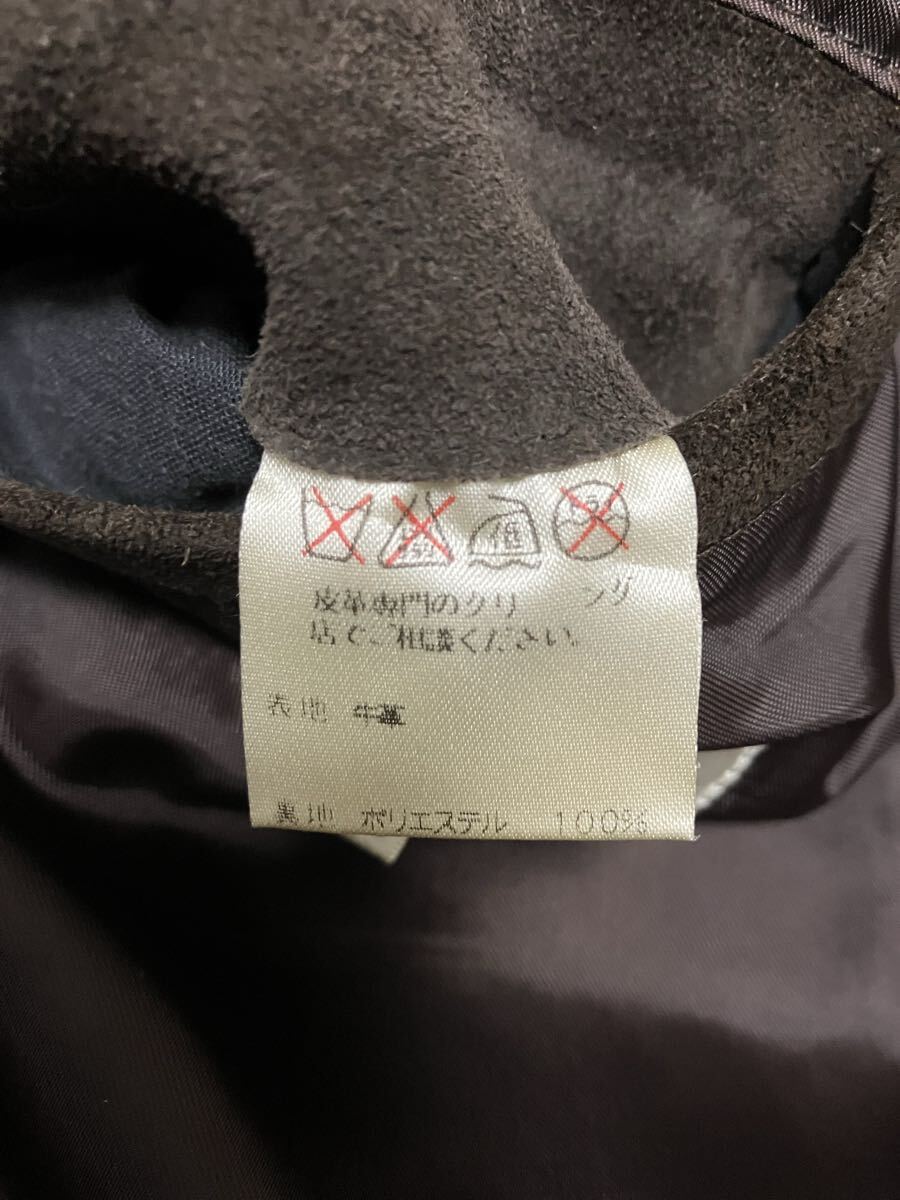 低
皮革専門のクリ ング
店でご相談ください。
表地 牛革
裏地 ポリエステル 100%